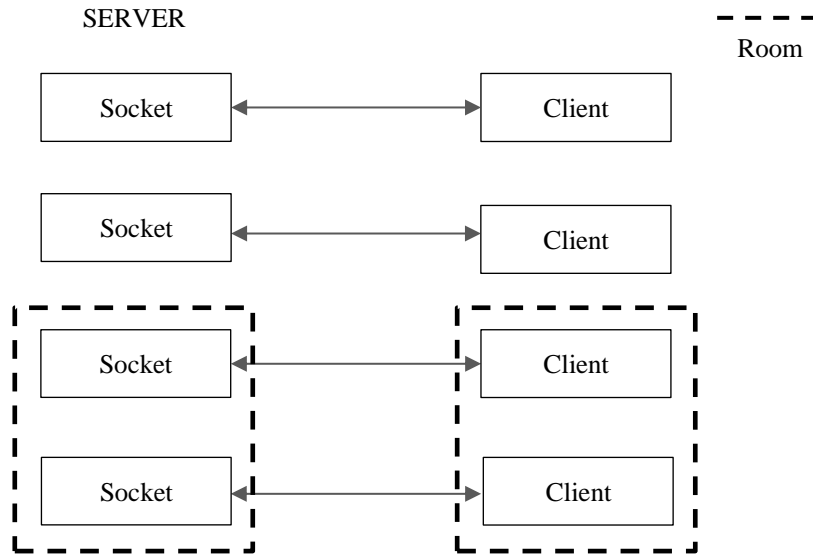 SERVER
Room
Socket
Client
Socket
Client
Socket
Client
Socket
Client